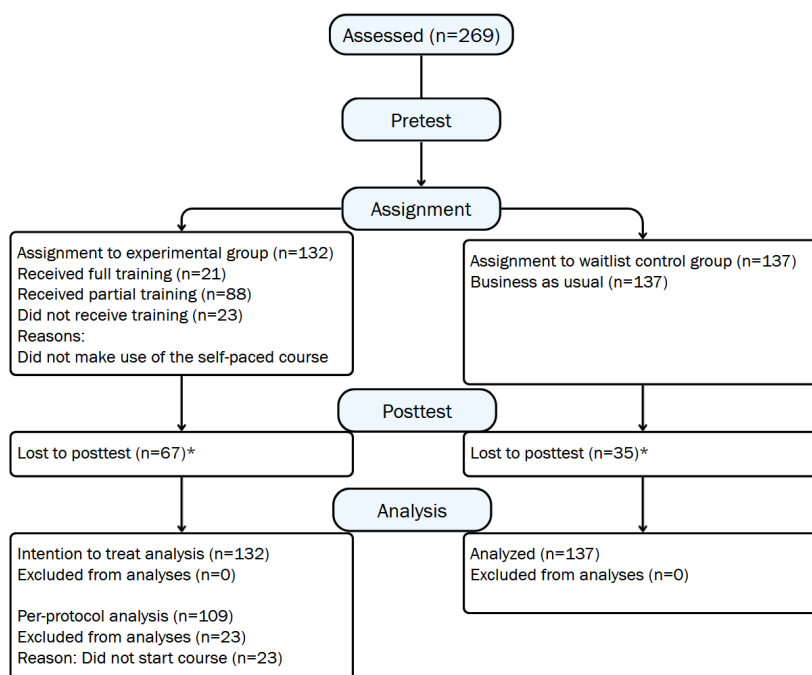 Assessed (n=269)
Pretest
Assignment
Assignment to experimental group (n=132)
Received full training (n=21)
Received partial training (n=88)
Did not receive training (n=23)
Reasons:
Did not make use of the self-paced course
Assignment to waitlist control group (n=137)
Business as usual (n=137)
Posttest
Lost to posttest (n=67)*
Lost to posttest (n=35)*
Analysis
Intention to treat analysis (n=132)
Excluded from analyses (n=0)
Per-protocol analysis (n=109)
Excluded from analyses (n=23)
Reason: Did not start course (n=23)
Analyzed (n=137)
Excluded from analyses (n=0)